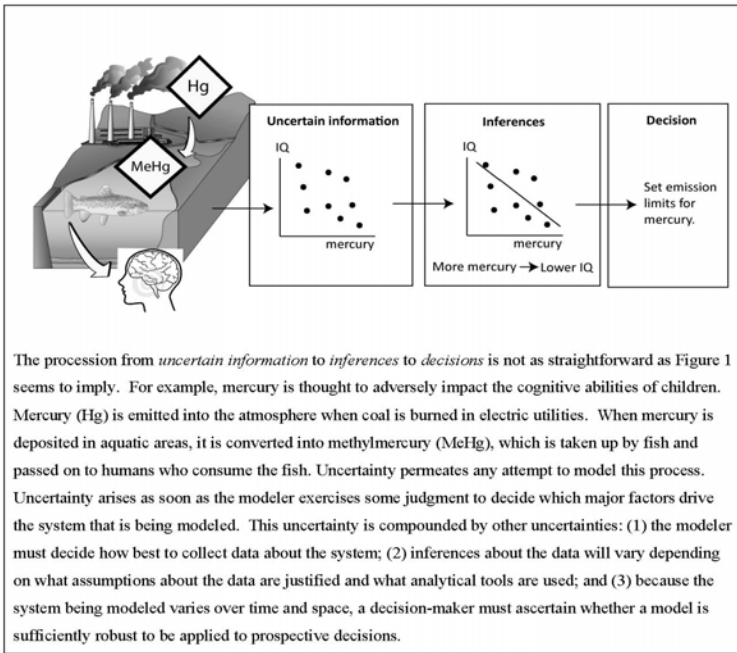 Hg
MeHg
Uncertain information
IQ
mercury
Inferences
IQ
mercury
More mercury → Lower IQ
Decision
Set emission
limits for
mercury.
The procession from uncertain information to inferences to decisions is not as straightforward as Figure 1
seems to imply. For example, mercury is thought to adversely impact the cognitive abilities of children.
Mercury (Hg) is emitted into the atmosphere when coal is burned in electric utilities. When mercury is
deposited in aquatic areas, it is converted into methylmercury (MeHg), which is taken up by fish and
passed on to humans who consume the fish. Uncertainty permeates any attempt to model this process.
Uncertainty arises as soon as the modeler exercises some judgment to decide which major factors drive
the system that is being modeled. This uncertainty is compounded by other uncertainties: (1) the modeler
must decide how best to collect data about the system; (2) inferences about the data will vary depending
on what assumptions about the data are justified and what analytical tools are used; and (3) because the
system being modeled varies over time and space, a decision-maker must ascertain whether a model is
sufficiently robust to be applied to prospective decisions.